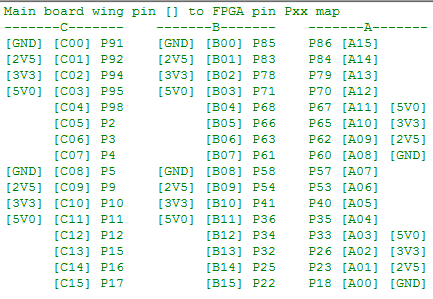 Main board wing pin [] to FPGA pin Pxx map
-------C------- --------B------- -------A-------
[GND] [C00] P91 [GND] [B00] P85 P86 [A15]
[2V5] [C01] P92 [2V5] [B01] P83 P84 [A14]
[3V3] [C02] P94 [3V3] [B02] P78 P79 [A13]
[5V0] [C03] P95 [5V0] [B03] P71 P70 [A12]
[C04] P98 [B04] P68 P67 [A11] [5V0]
[C05] P2 [B05] P66 P65 [A10] [3V3]
[C06] P3 [B06] P63 P62 [A09] [2V5]
[C07] P4 [B07] P61 P60 [A08] [GND]
[GND] [C08] P5 [GND] [B08] P58 P57 [A07]
[2V5] [C09] P9 [2V5] [B09] P54 P53 [A06]
[3V3] [C10] P10 [3V3] [B10] P41 P40 [A05]
[5V0] [C11] P11 [5V0] [B11] P36 P35 [A04]
[C12] P12 [B12] P34 P33 [A03] [5V0]
[C13] P15 [B13] P32 P26 [A02] [3V3]
[C14] P16 [B14] P25 P23 [A01] [2V5]
[C15] P17 [B15] P22 P18 [A00] [GND]